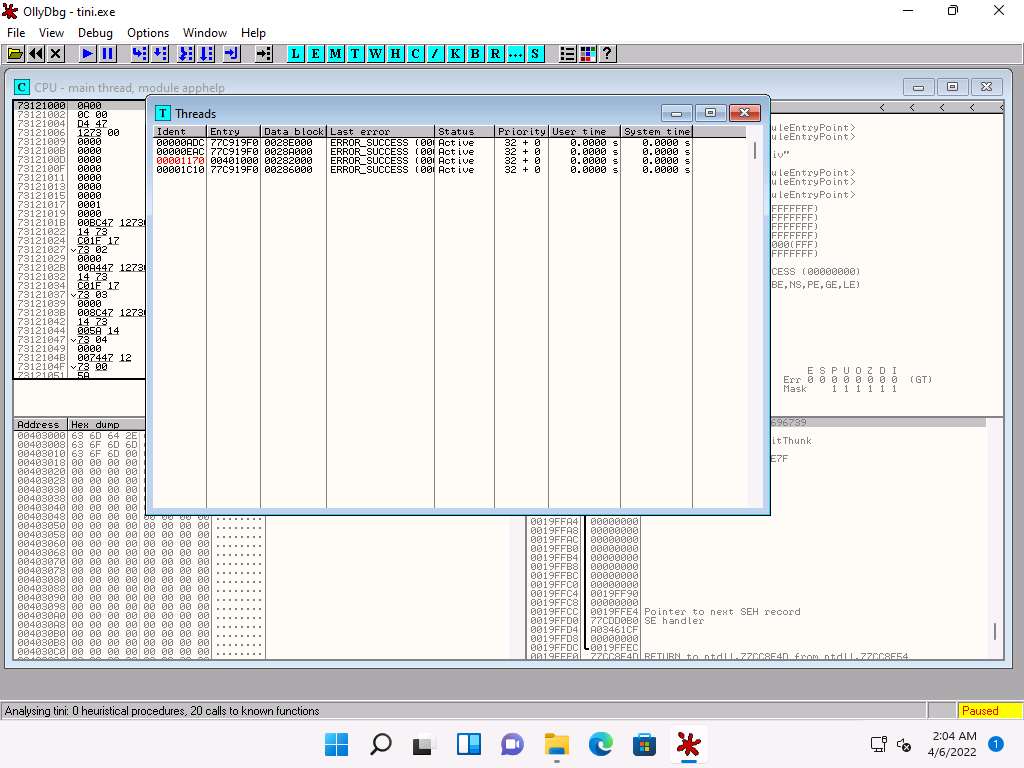 OllyDbg - tini.exe
File View Debug Options Window Help
L E M T W H C / K B R ... S ?
CPU - main thread, module apphelp
Threads
Ident Entry Data block Last error Status Priority User time System time
00000ADC 77C919F0 0028E000 ERROR_SUCCESS (00 Active 32 + 0 0.0000 s 0.0000 s
00000EAC 77C919F0 0028A000 ERROR_SUCCESS (00 Active 32 + 0 0.0000 s 0.0000 s
00001170 00401000 00282000 ERROR_SUCCESS (00 Active 32 + 0 0.0000 s 0.0000 s
00001C10 77C919F0 00286000 ERROR_SUCCESS (00 Active 32 + 0 0.0000 s 0.0000 s
73121000 0A00
73121002 0C 00
73121004 D4 47
73121006 1273 00
73121009 0000
7312100B 0000
7312100D 0000
7312100F 0000
73121011 0000
73121013 0000
73121015 0000
73121017 0001
73121019 0000
7312101B 00BC47 1273
73121022 14 73
73121024 C01F 17
73121027 73 02
73121029 0000
7312102B 00A447 1273
73121032 14 73
73121034 C01F 17
73121037 73 03
73121039 0000
7312103B 008C47 1273
73121042 14 73
73121044 005A 14
73121047 73 04
73121049 0000
7312104B 007447 12
7312104F 73 00
73121051 5A
< < < < <
uleEntryPoint>
uleEntryPoint>
iv"
uleEntryPoint>
uleEntryPoint>
uleEntryPoint>
FFFFFFF)
FFFFFFF)
FFFFFFF)
FFFFFFF)
000(FFF)
FFFFFFF)
CESS (00000000)
BE,NS,PE,GE,LE)
E S P U O Z D I
Err 0 0 0 0 0 0 0 0 (GT)
Mask 1 1 1 1 1 1
Address Hex dump
00403000 63 6D 64 2E
00403008 63 6F 6D 6D
00403010 63 6F 6D 00
00403018 00 00 00 00
00403020 00 00 00 00
00403028 00 00 00 00
00403030 00 00 00 00
00403038 00 00 00 00
00403040 00 00 00 00
00403048 00 00 00 00 00 00 00 00
00403050 00 00 00 00 00 00 00 00 ........
00403058 00 00 00 00 00 00 00 00 ........
00403060 00 00 00 00 00 00 00 00 ........
00403068 00 00 00 00 00 00 00 00 ........
00403070 00 00 00 00 00 00 00 00 ........
00403078 00 00 00 00 00 00 00 00 ........
00403080 00 00 00 00 00 00 00 00 ........
00403088 00 00 00 00 00 00 00 00 ........
00403090 00 00 00 00 00 00 00 00 ........
00403098 00 00 00 00 00 00 00 00 ........
004030A0 00 00 00 00 00 00 00 00 ........
004030A8 00 00 00 00 00 00 00 00 ........
004030B0 00 00 00 00 00 00 00 00 ........
004030B8 00 00 00 00 00 00 00 00 ........
004030C0 00 00 00 00 00 00 00 00 ........
696739
itThunk
E7F
0019FFA4 00000000
0019FFA8 00000000
0019FFAC 00000000
0019FFB0 00000000
0019FFB4 00000000
0019FFB8 00000000
0019FFBC 00000000
0019FFC0 00000000
0019FFC4 0019FF90
0019FFC8 00000000
0019FFCC 0019FFE4 Pointer to next SEH record
0019FFD0 77CDD0B0 SE handler
0019FFD4 A03461CF
0019FFD8 00000000
0019FFDC 0019FFEC
0019FFE0 77CC8E4D RETURN to ntdll.77CC8E4D from ntdll.77CC8E54
Analysing tini: 0 heuristical procedures, 20 calls to known functions
Paused
2:04 AM
4/6/2022
1